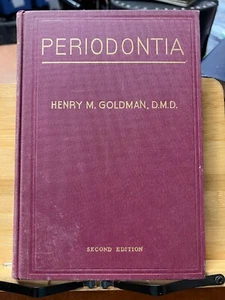 PERIODONTIA
HENRY M. GOLDMAN, D.M.D.
SECOND EDITION